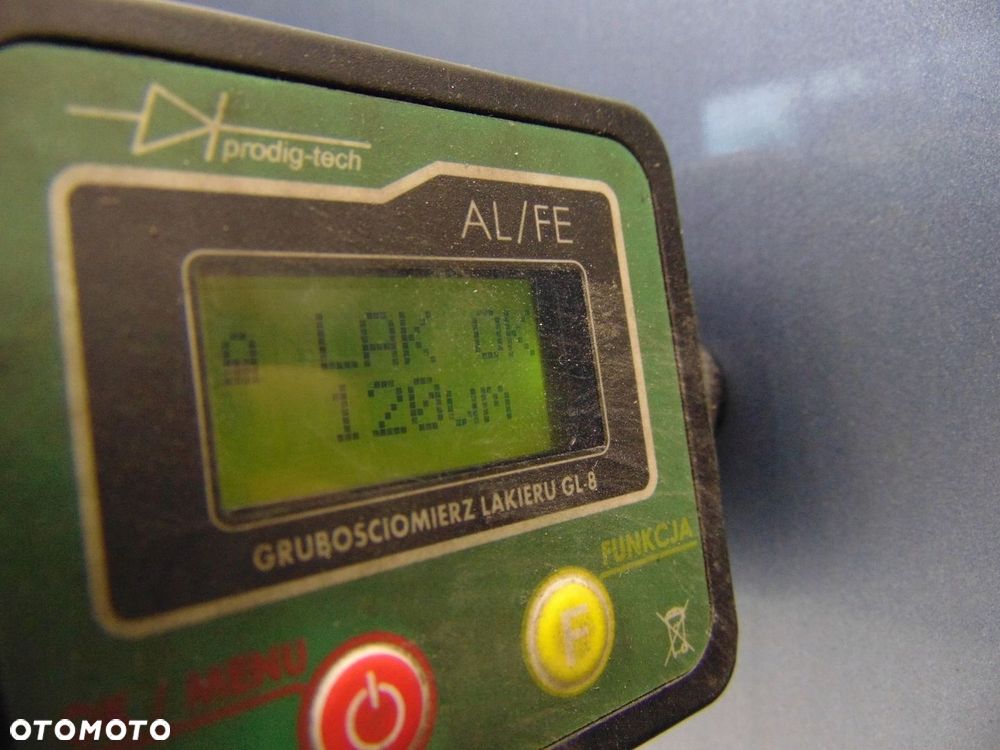 prodig-tech
AL/FE
LAK OK
120um
GRUBOŚCIOMIERZ LAKIERU GL-8
FUNKCJA
F
/ MENU
OTOMOTO